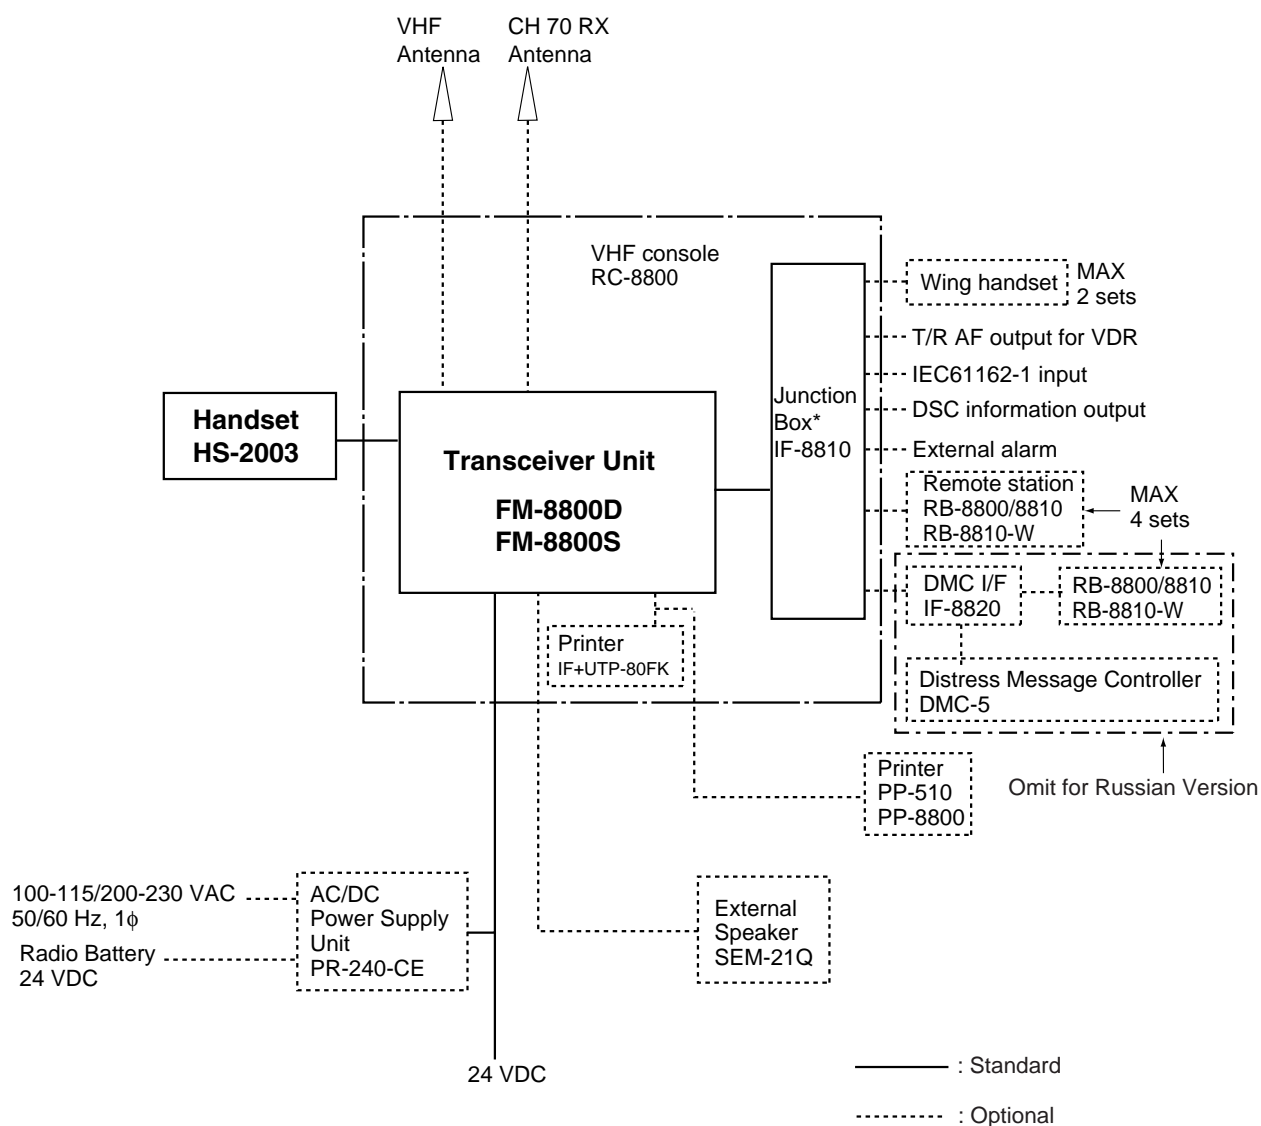 VHF
Antenna
CH 70 RX
Antenna
VHF console
RC-8800
Wing handset
MAX
2 sets
T/R AF output for VDR
IEC61162-1 input
Junction
Box*
IF-8810
DSC information output
External alarm
Handset
HS-2003
Transceiver Unit
FM-8800D
FM-8800S
Remote station
RB-8800/8810
RB-8810-W
MAX
4 sets
DMC I/F
IF-8820
RB-8800/8810
RB-8810-W
Printer
IF+UTP-80FK
Distress Message Controller
DMC-5
Printer
PP-510
PP-8800
Omit for Russian Version
100-115/200-230 VAC
50/60 Hz, 1ϕ
Radio Battery
24 VDC
AC/DC
Power Supply
Unit
PR-240-CE
External
Speaker
SEM-21Q
24 VDC
: Standard
: Optional